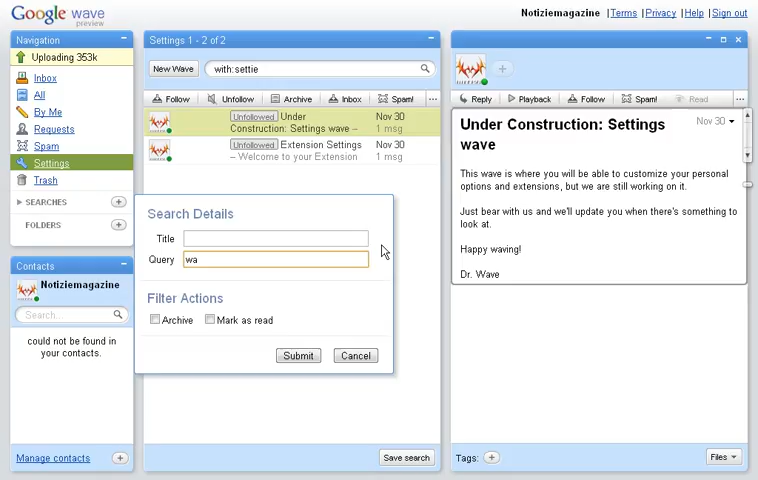 Google wave
preview
Notiziemagazine | Terms | Privacy | Help | Sign out
Navigation
Uploading 353k
Inbox
All
By Me
Requests
Spam
Settings
Trash
SEARCHES
FOLDERS
Contacts
Notiziemagazine
Search...
could not be found in
your contacts.
Manage contacts
Settings 1 - 2 of 2
New Wave
with:settie
Follow Unfollow Archive Inbox Spam! ...
Unfollowed Under Nov 30
Construction: Settings wave – 1 msg
Unfollowed Extension Settings Nov 30
– Welcome to your Extension 1 msg
Search Details
Title
Query wa
Filter Actions
Archive Mark as read
Submit Cancel
Save search
Reply Playback Follow Spam! Read ...
Under Construction: Settings Nov 30
wave
This wave is where you will be able to customize your personal
options and extensions, but we are still working on it.
Just bear with us and we'll update you when there's something to
look at.
Happy waving!
Dr. Wave
Tags:
Files